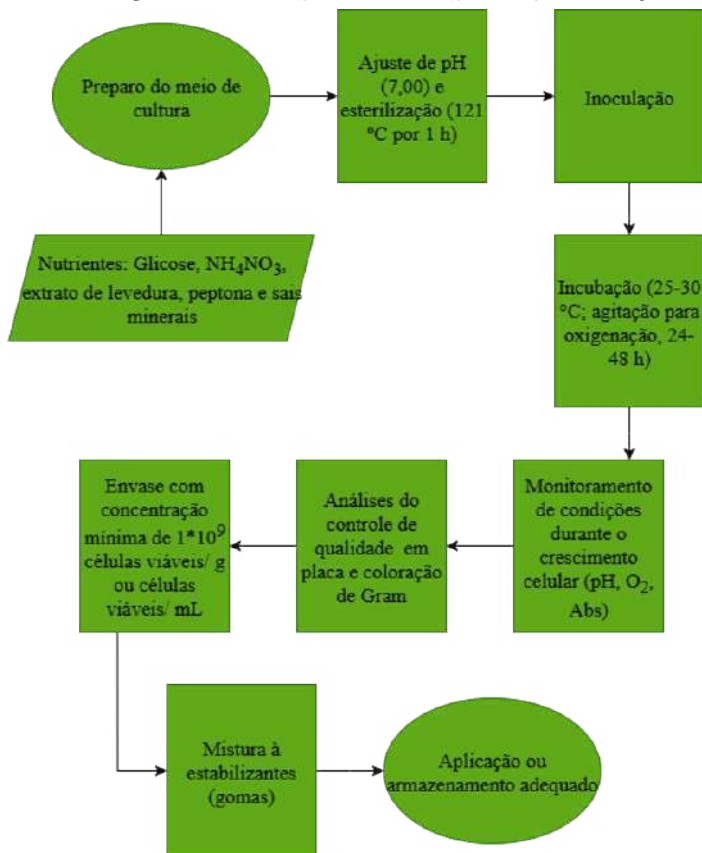 Preparo do meio de
cultura
Ajuste de pH
(7,00) e
esterilização (121
°C por 1 h)
Inoculação
Nutrientes: Glicose, NH₄NO₃,
extrato de levedura, peptona e sais
minerais
Incubação (25-30
°C; agitação para
oxigenação, 24-
48 h)
Monitoramento
de condições
durante o
crescimento
celular (pH, O₂,
Abs)
Análises do
controle de
qualidade em
placa e coloração
de Gram
Envase com
concentração
mínima de 1*10⁹
células viáveis/ g
ou células
viáveis/ mL
Mistura à
estabilizantes
(gomas)
Aplicação ou
armazenamento adequado